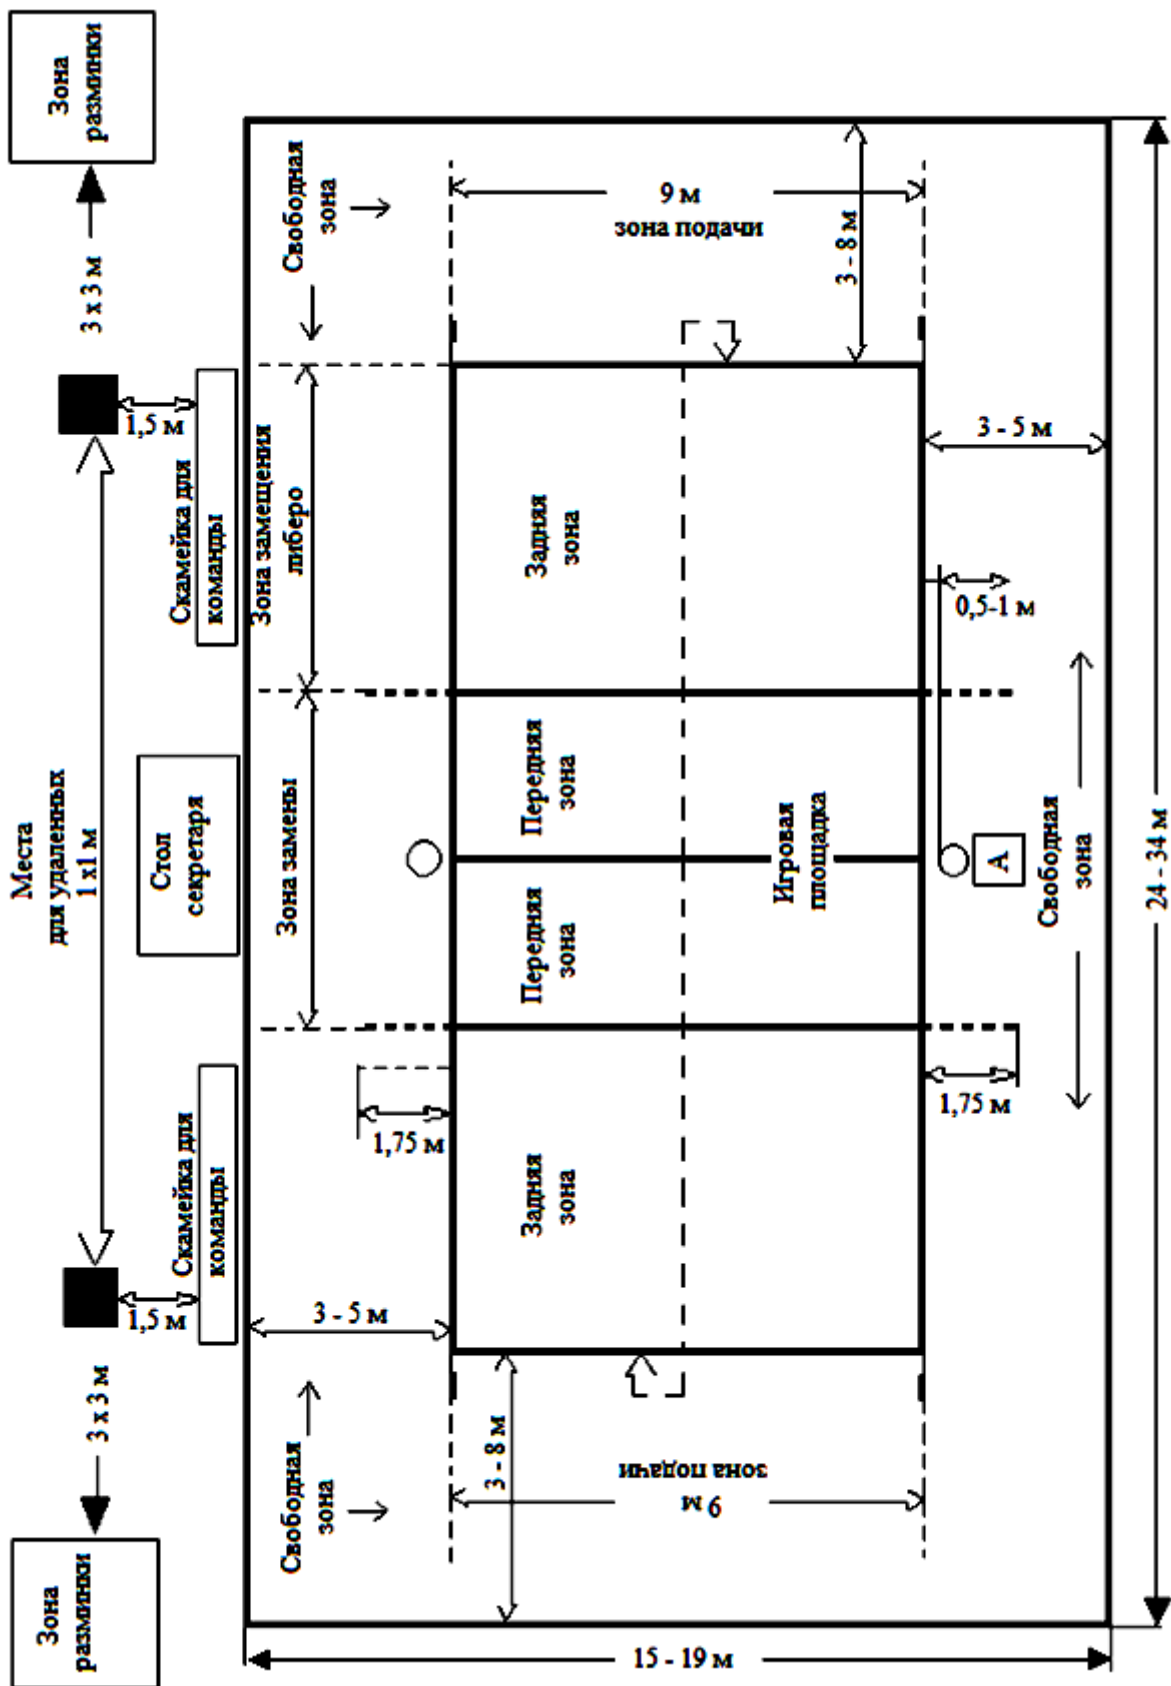 Зона
разминки
3 х 3 м
Места
для удаленных
1 х1 м
3 х 3 м
Зона
разминки
1,5 м
Скамейка для
команды
Стол
секретаря
1,5 м
Скамейка для
команды
Свободная
зона
Зона замещения
либеро
Зона замены
3 - 5 м
Свободная
зона
9 м
зона подачи
3 - 8 м
3 - 5 м
Задняя
зона
Передняя
зона
Передняя
зона
Задняя
зона
Игровая
площадка
0,5-1 м
А
1,75 м
1,75 м
Свободная
зона
3 - 8 м
9 м
зона подачи
24 - 34 м
15 - 19 м